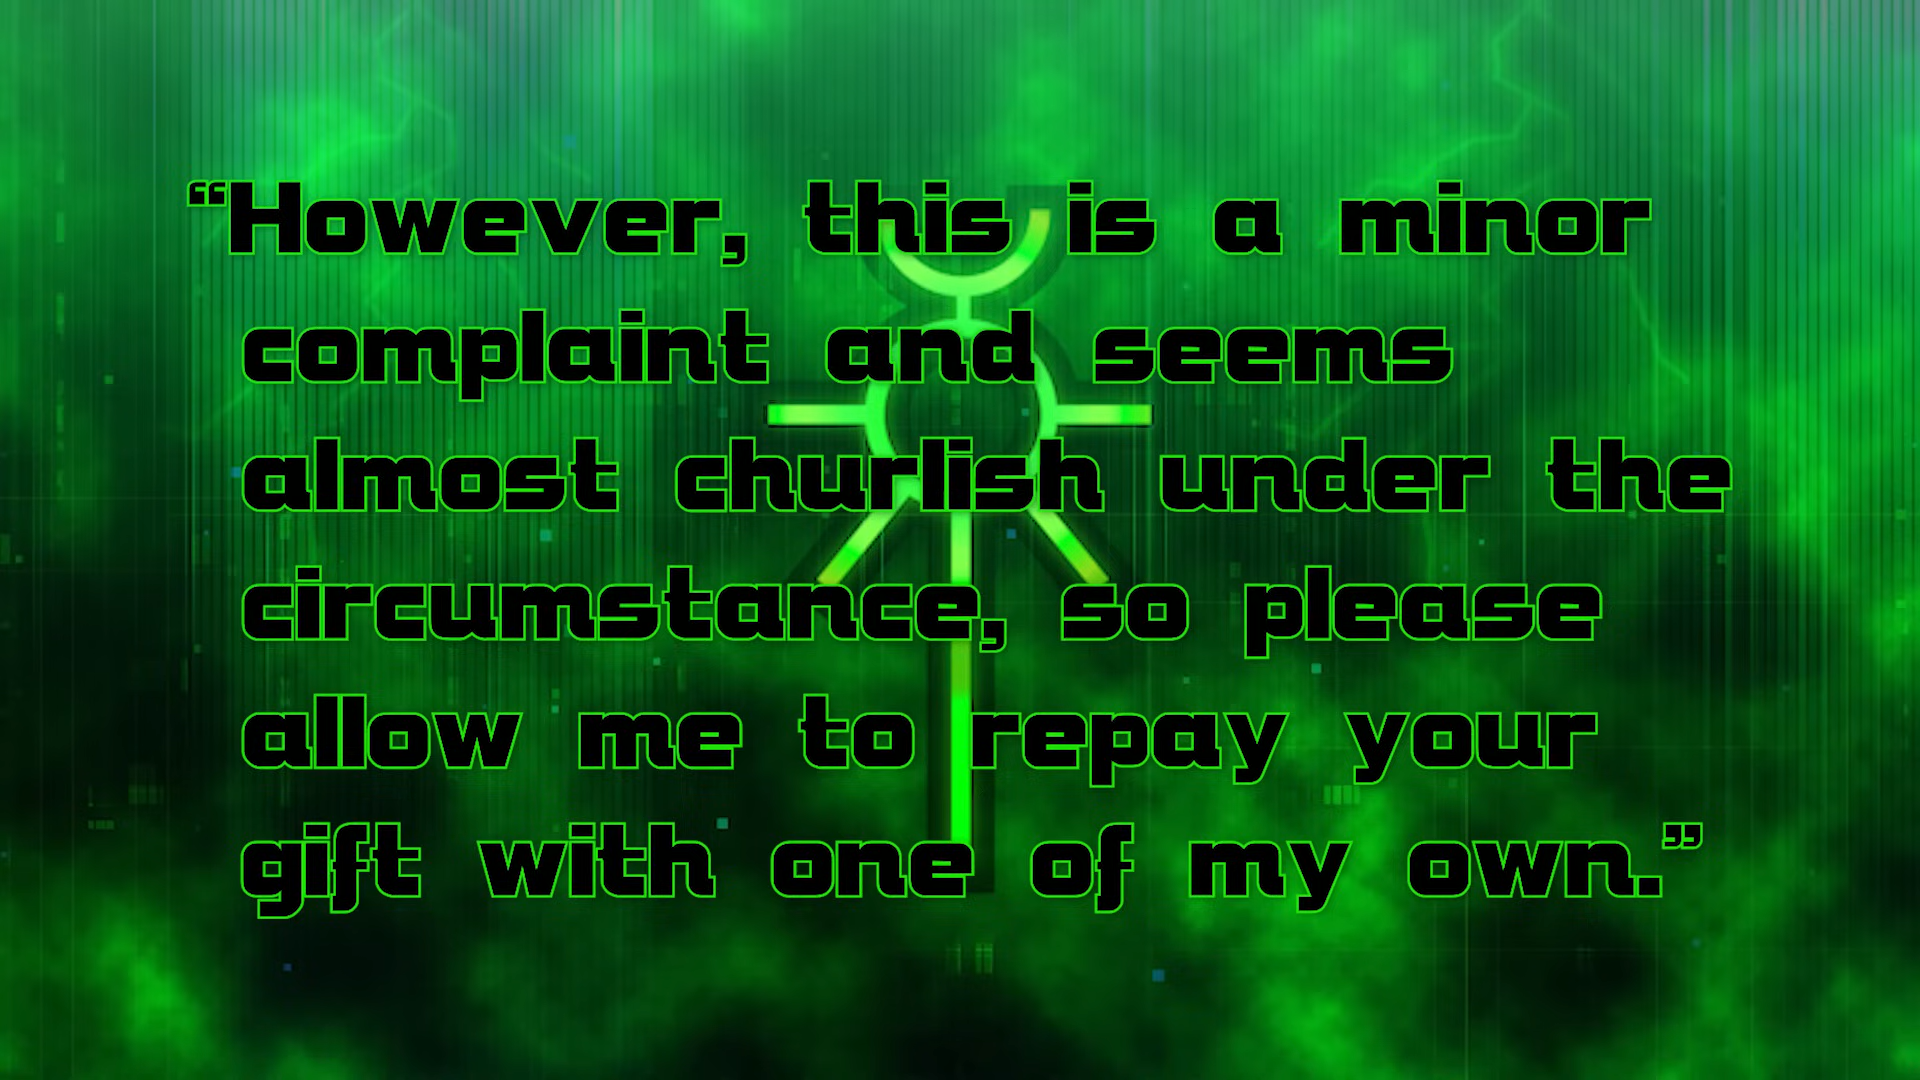 “However, this is a minor
complaint and seems
almost churlish under the
circumstance, so please
allow me to repay your
gift with one of my own.”